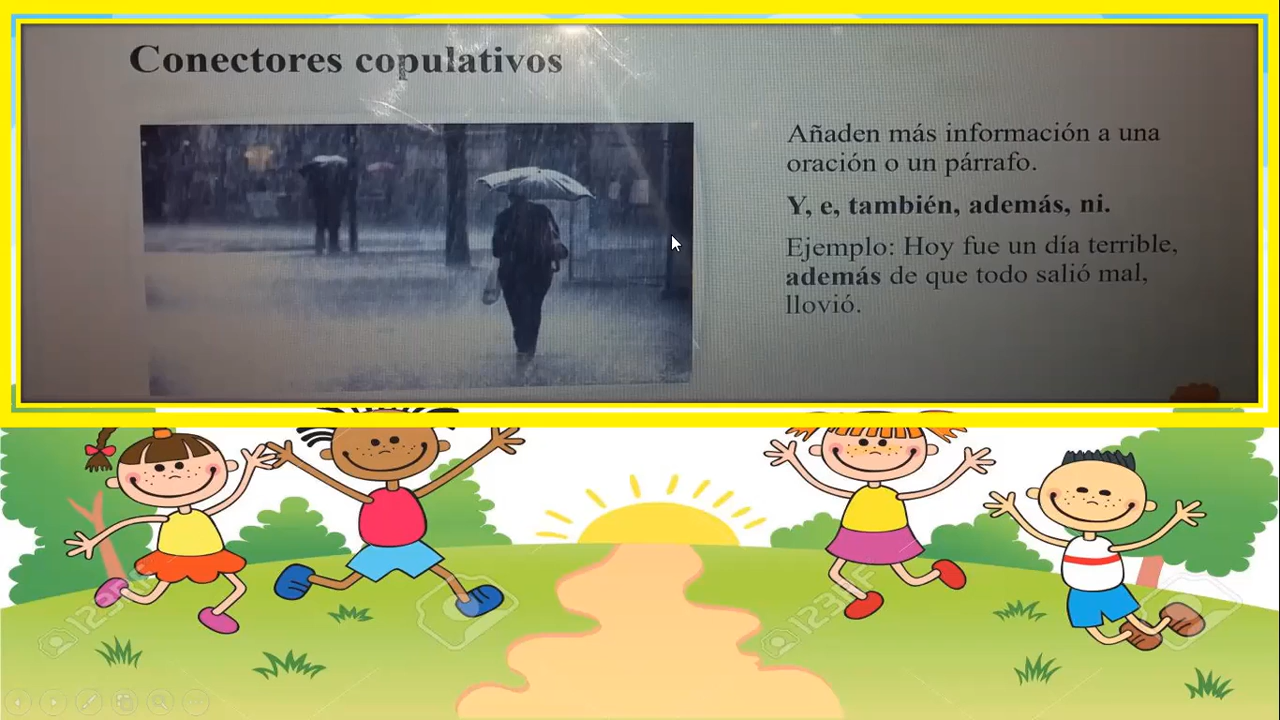 Conectores copulativos
Añaden más información a una
oración o un párrafo.
Y, e, también, además, ni.
Ejemplo: Hoy fue un día terrible,
además de que todo salió mal,
llovió.